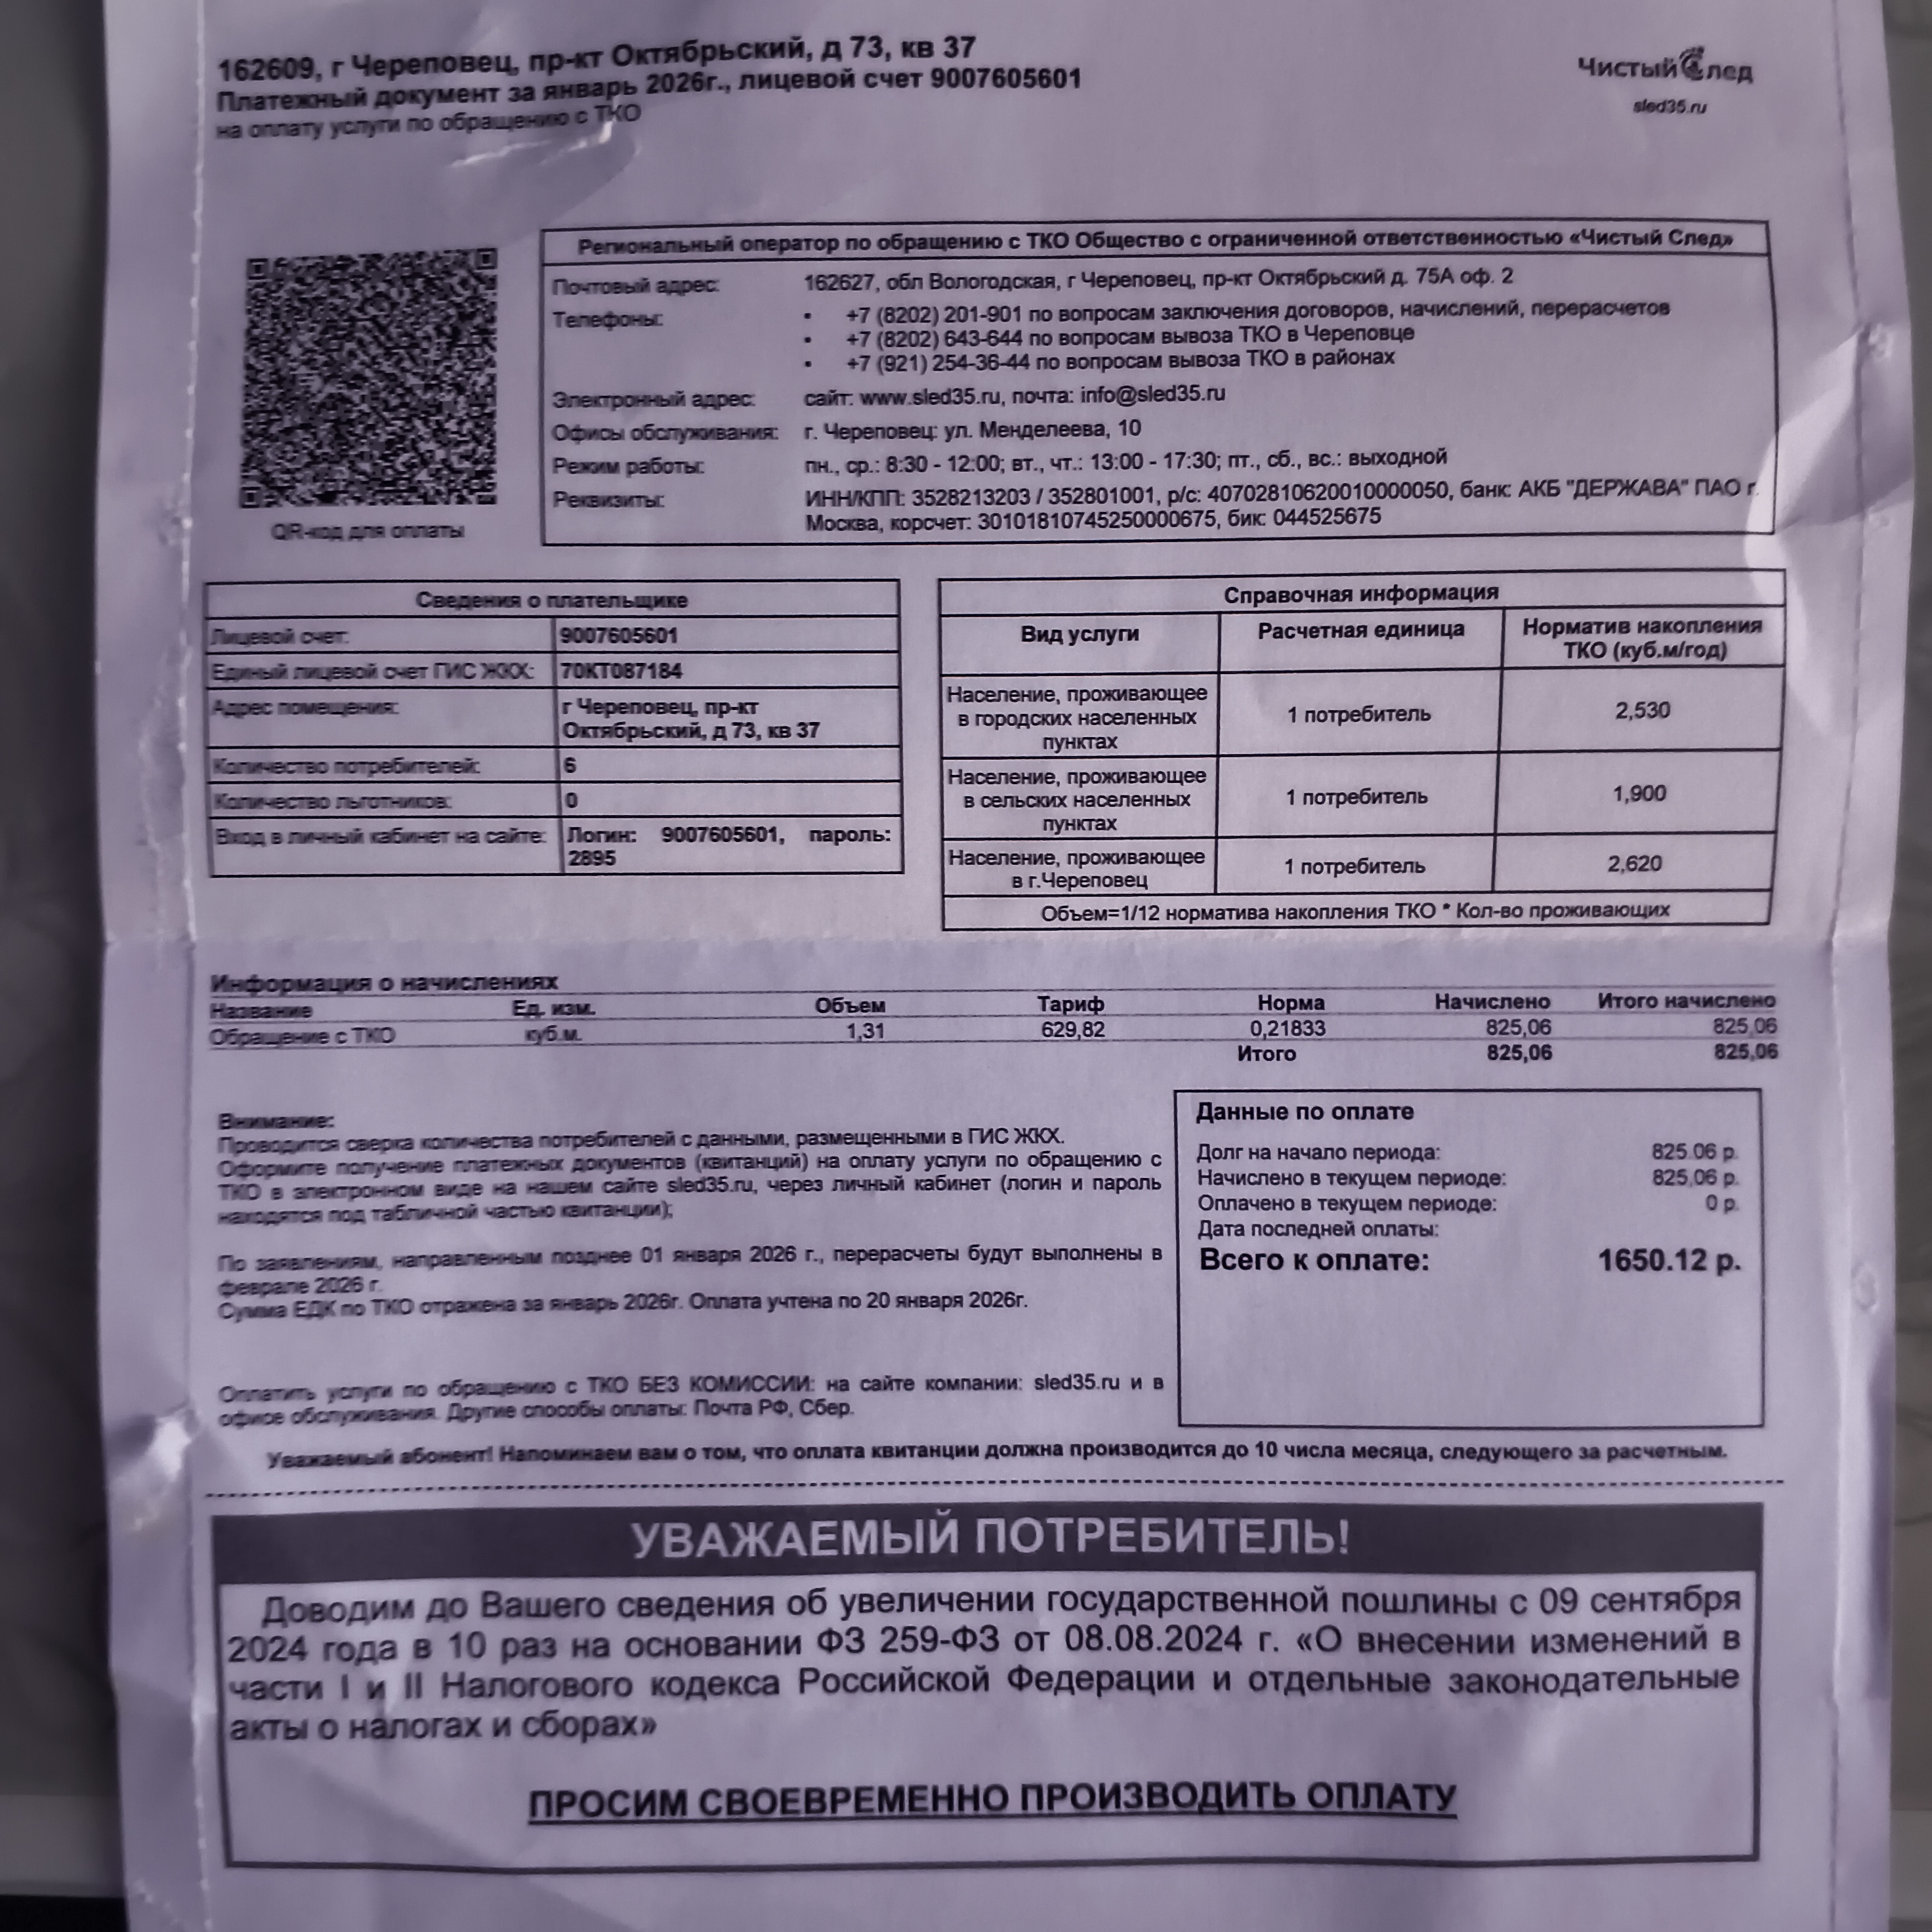 162609, г Череповец, пр-кт Октябрьский, д 73, кв 37
Платежный документ за январь 2026г., лицевой счет 9007605601
на оплату услуги по обращению с ТКО
Чистый След
sled35.ru
QR-код для оплаты
Региональный оператор по обращению с ТКО Общество с ограниченной ответственностью «Чистый След»
Почтовый адрес: 162627, обл Вологодская, г Череповец, пр-кт Октябрьский д. 75А оф. 2
Телефоны: • +7 (8202) 201-901 по вопросам заключения договоров, начислений, перерасчетов
• +7 (8202) 643-644 по вопросам вывоза ТКО в Череповце
• +7 (921) 254-36-44 по вопросам вывоза ТКО в районах
Электронный адрес: сайт: www.sled35.ru, почта: info@sled35.ru
Офисы обслуживания: г. Череповец: ул. Менделеева, 10
Режим работы: пн., ср.: 8:30 - 12:00; вт., чт.: 13:00 - 17:30; пт., сб., вс.: выходной
Реквизиты: ИНН/КПП: 3528213203 / 352801001, р/с: 40702810620010000050, банк: АКБ "ДЕРЖАВА" ПАО г.
Москва, корсчет: 30101810745250000675, бик: 044525675
Сведения о плательщике
Лицевой счет: 9007605601
Единый лицевой счет ГИС ЖКХ: 70КТ087184
Адрес помещения: г Череповец, пр-кт
Октябрьский, д 73, кв 37
Количество потребителей: 6
Количество льготников: 0
Вход в личный кабинет на сайте: Логин: 9007605601, пароль:
2895
Справочная информация
Вид услуги Расчетная единица Норматив накопления
ТКО (куб.м/год)
Население, проживающее
в городских населенных
пунктах
1 потребитель 2,530
Население, проживающее
в сельских населенных
пунктах
1 потребитель 1,900
Население, проживающее
в г.Череповец
1 потребитель 2,620
Объем=1/12 норматива накопления ТКО * Кол-во проживающих
Информация о начислениях
Название Ед. изм. Объем Тариф Норма Начислено Итого начислено
Обращение с ТКО куб.м. 1,31 629,82 0,21833 825,06 825,06
Итого 825,06 825,06
Внимание:
Проводится сверка количества потребителей с данными, размещенными в ГИС ЖКХ.
Оформите получение платежных документов (квитанций) на оплату услуги по обращению с
ТКО в электронном виде на нашем сайте sled35.ru, через личный кабинет (логин и пароль
находятся под табличной частью квитанции);
По заявлениям, направленным позднее 01 января 2026 г., перерасчеты будут выполнены в
феврале 2026 г.
Сумма ЕДК по ТКО отражена за январь 2026г. Оплата учтена по 20 января 2026г.
Оплатить услуги по обращению с ТКО БЕЗ КОМИССИИ: на сайте компании: sled35.ru и в
офисе обслуживания. Другие способы оплаты: Почта РФ, Сбер.
Данные по оплате
Долг на начало периода: 825.06 р.
Начислено в текущем периоде: 825,06 р.
Оплачено в текущем периоде: 0 р.
Дата последней оплаты:
Всего к оплате: 1650.12 р.
Уважаемый абонент! Напоминаем вам о том, что оплата квитанции должна производится до 10 числа месяца, следующего за расчетным.
УВАЖАЕМЫЙ ПОТРЕБИТЕЛЬ!
Доводим до Вашего сведения об увеличении государственной пошлины с 09 сентября
2024 года в 10 раз на основании ФЗ 259-ФЗ от 08.08.2024 г. «О внесении изменений в
части I и II Налогового кодекса Российской Федерации и отдельные законодательные
акты о налогах и сборах»
ПРОСИМ СВОЕВРЕМЕННО ПРОИЗВОДИТЬ ОПЛАТУ